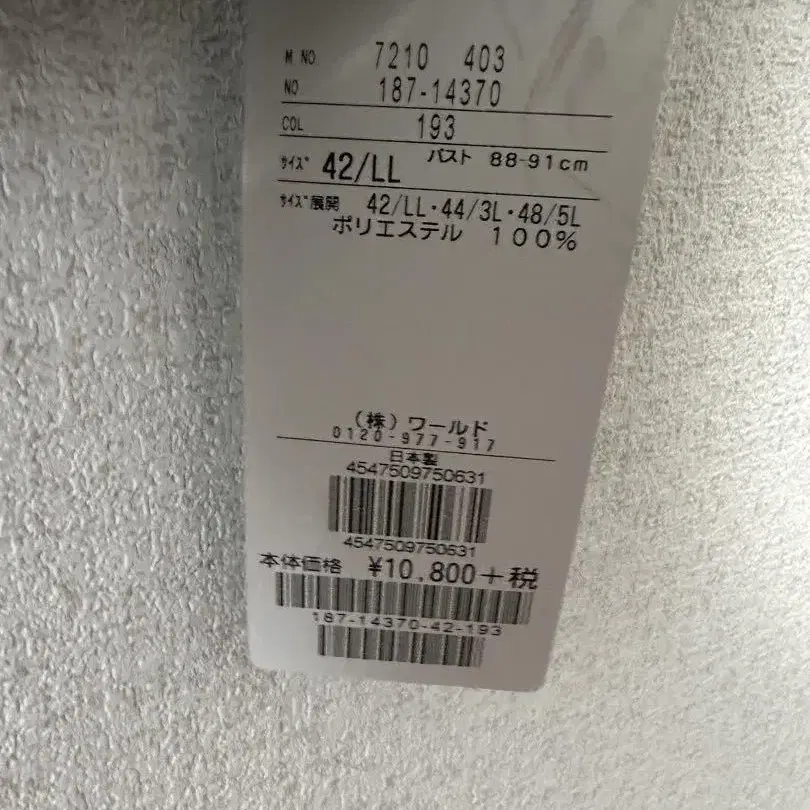 M NO 7210 403
NO 187-14370
COL 193
サイズ 42/LL バスト 88-91cm
サイズ展開 42/LL・44/3L・48/5L
ポリエステル 100%
(株) ワールド
0120-977-917
日本製
4547509750631
4547509750631
本体価格 ¥10,800+税
187-14370-42-193